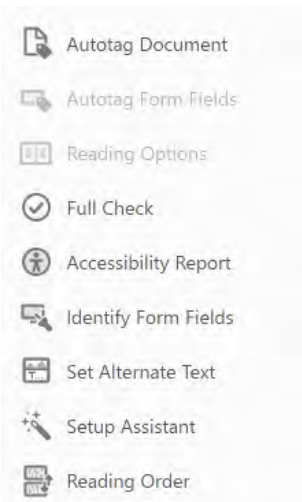 Autotag Document
Autotag Form Fields
Reading Options
Full Check
Accessibility Report
Identify Form Fields
Set Alternate Text
Setup Assistant
Reading Order